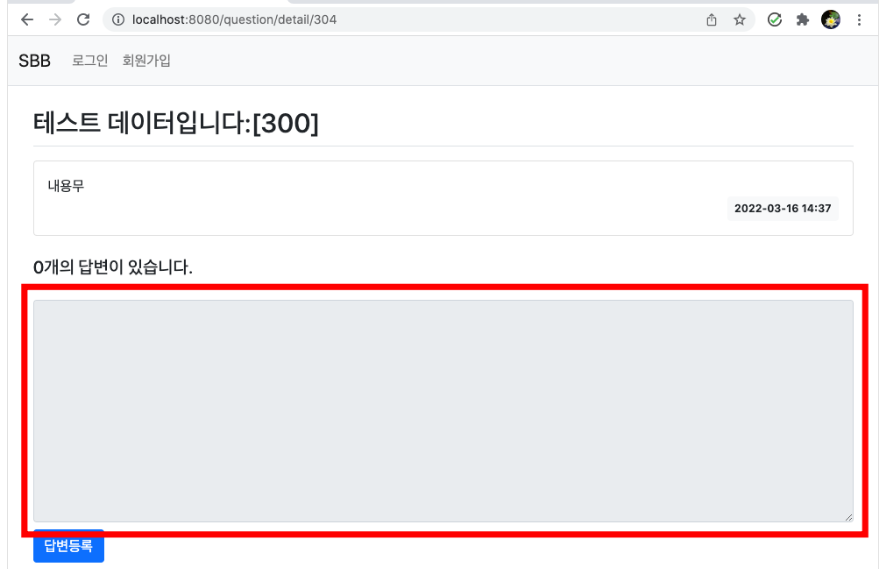 localhost:8080/question/detail/304
SBB 로그인 회원가입
테스트 데이터입니다:[300]
내용무
2022-03-16 14:37
0개의 답변이 있습니다.
답변등록